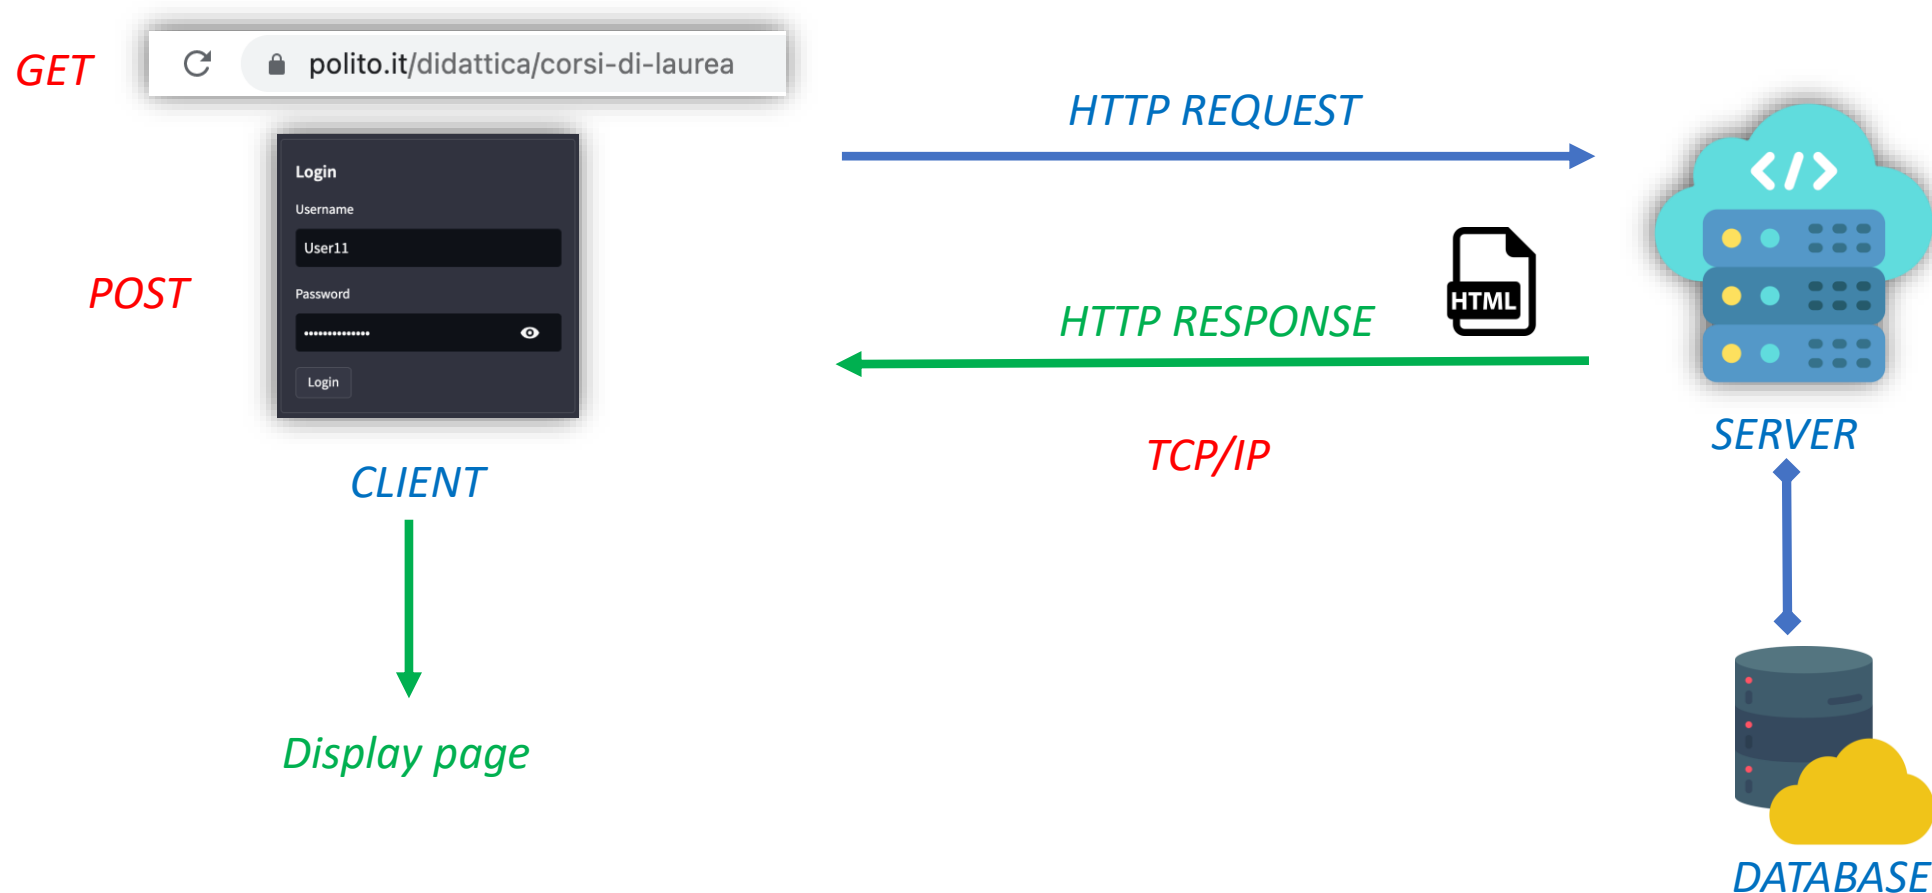 GET
polito.it/didattica/corsi-di-laurea
HTTP REQUEST
</>
Login
Username
User11
POST
Password
••••••••••••••
Login
HTML
HTTP RESPONSE
TCP/IP
SERVER
CLIENT
Display page
DATABASE